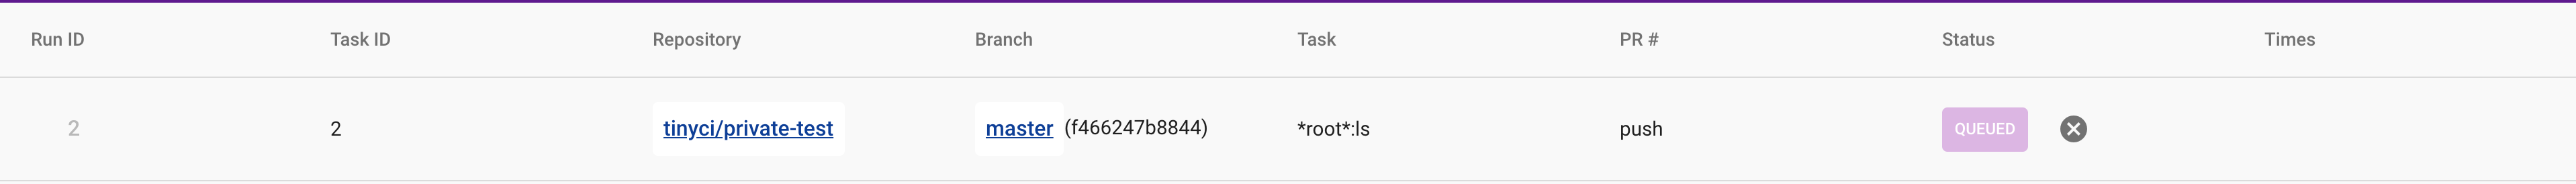 Run ID Task ID Repository Branch Task PR # Status Times
2 2 tinyci/private-test master (f466247b8844) *root*:ls push QUEUED